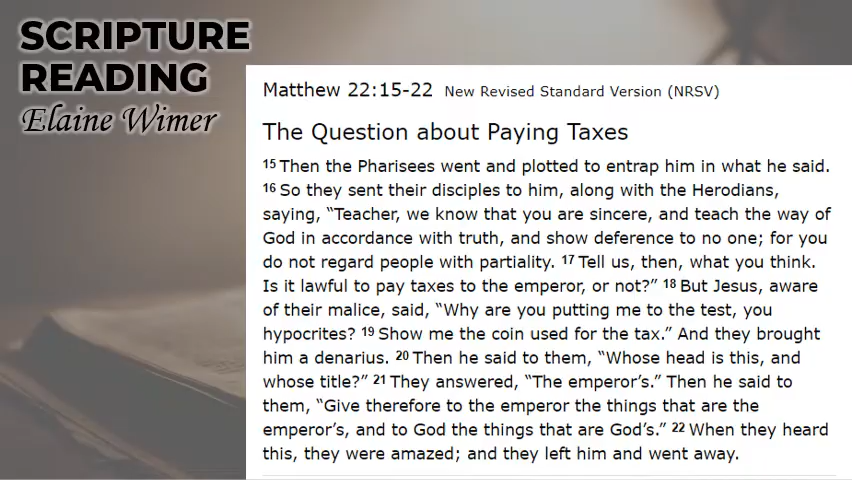 SCRIPTURE
READING
Elaine Wimer
Matthew 22:15-22 New Revised Standard Version (NRSV)
The Question about Paying Taxes
15 Then the Pharisees went and plotted to entrap him in what he said.
16 So they sent their disciples to him, along with the Herodians,
saying, “Teacher, we know that you are sincere, and teach the way of
God in accordance with truth, and show deference to no one; for you
do not regard people with partiality. 17 Tell us, then, what you think.
Is it lawful to pay taxes to the emperor, or not?” 18 But Jesus, aware
of their malice, said, “Why are you putting me to the test, you
hypocrites? 19 Show me the coin used for the tax.” And they brought
him a denarius. 20 Then he said to them, “Whose head is this, and
whose title?” 21 They answered, “The emperor’s.” Then he said to
them, “Give therefore to the emperor the things that are the
emperor’s, and to God the things that are God’s.” 22 When they heard
this, they were amazed; and they left him and went away.